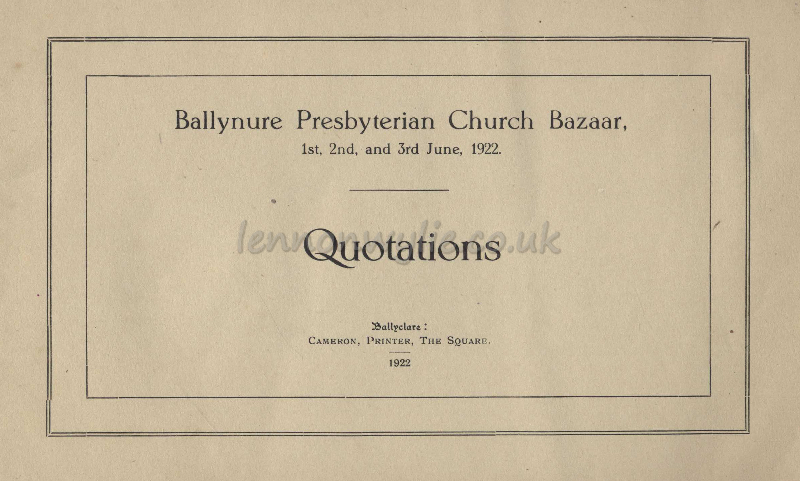 Ballynure Presbyterian Church Bazaar,
1st, 2nd, and 3rd June, 1922.
lennonwylie.co.uk
Quotations
Ballyclare:
Cameron, Printer, The Square.
1922